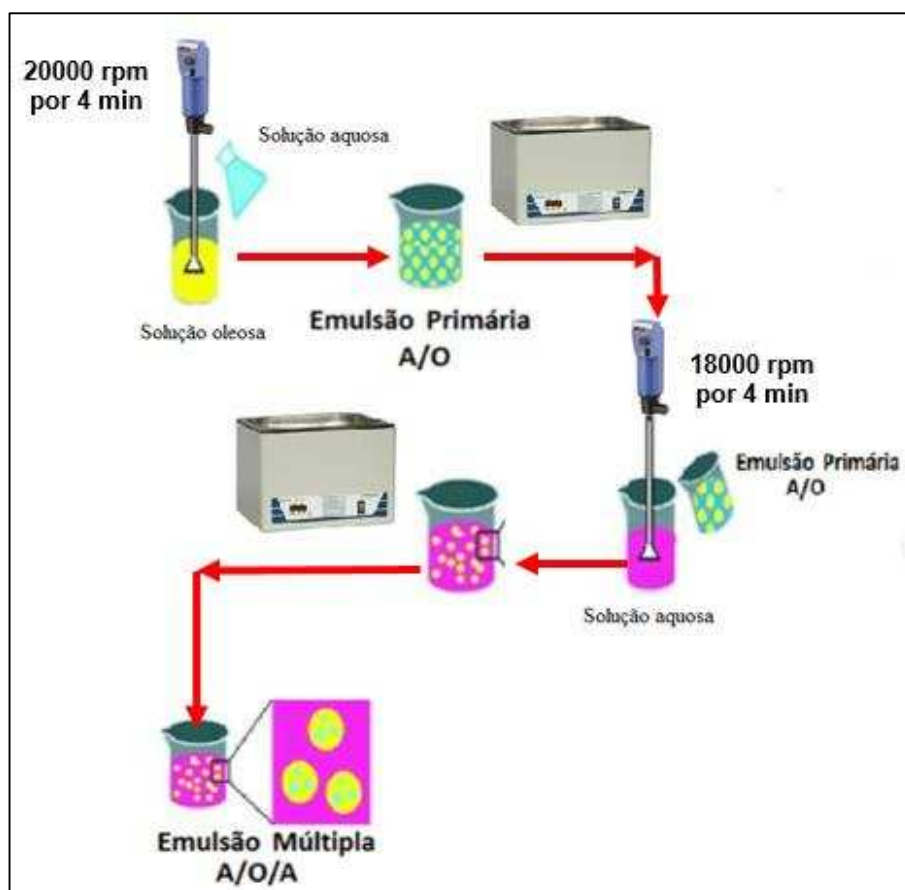 20000 rpm
por 4 min
Solução aquosa
Solução oleosa
Emulsão Primária
A/O
18000 rpm
por 4 min
Emulsão Primária
A/O
Solução aquosa
Emulsão Múltipla
A/O/A